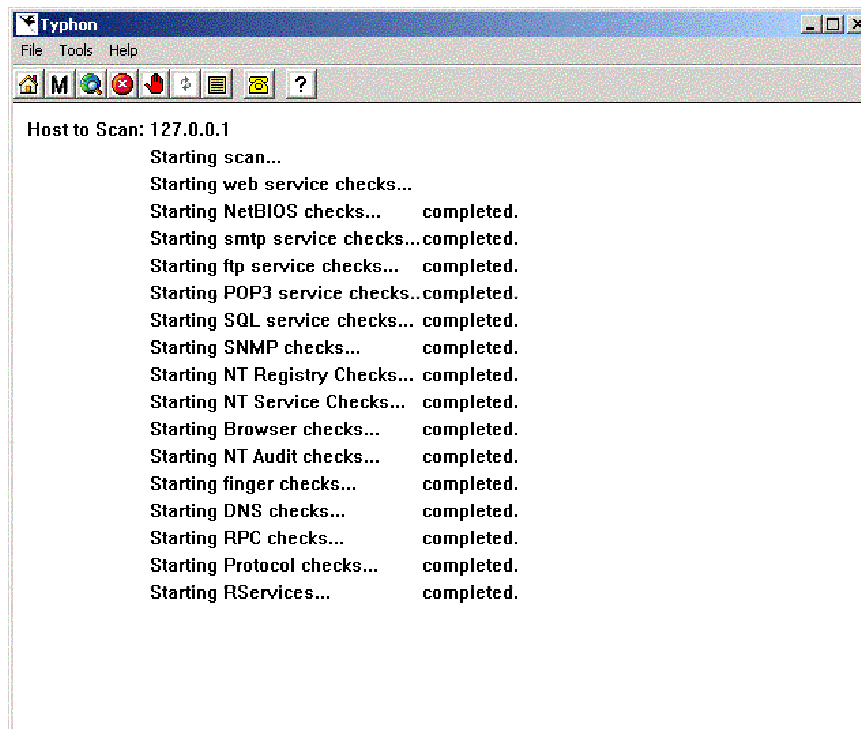 Typhon
File Tools Help
M ?
Host to Scan: 127.0.0.1
Starting scan...
Starting web service checks...
Starting NetBIOS checks... completed.
Starting smtp service checks... completed.
Starting ftp service checks... completed.
Starting POP3 service checks.. completed.
Starting SQL service checks... completed.
Starting SNMP checks... completed.
Starting NT Registry Checks... completed.
Starting NT Service Checks... completed.
Starting Browser checks... completed.
Starting NT Audit checks... completed.
Starting finger checks... completed.
Starting DNS checks... completed.
Starting RPC checks... completed.
Starting Protocol checks... completed.
Starting RServices... completed.